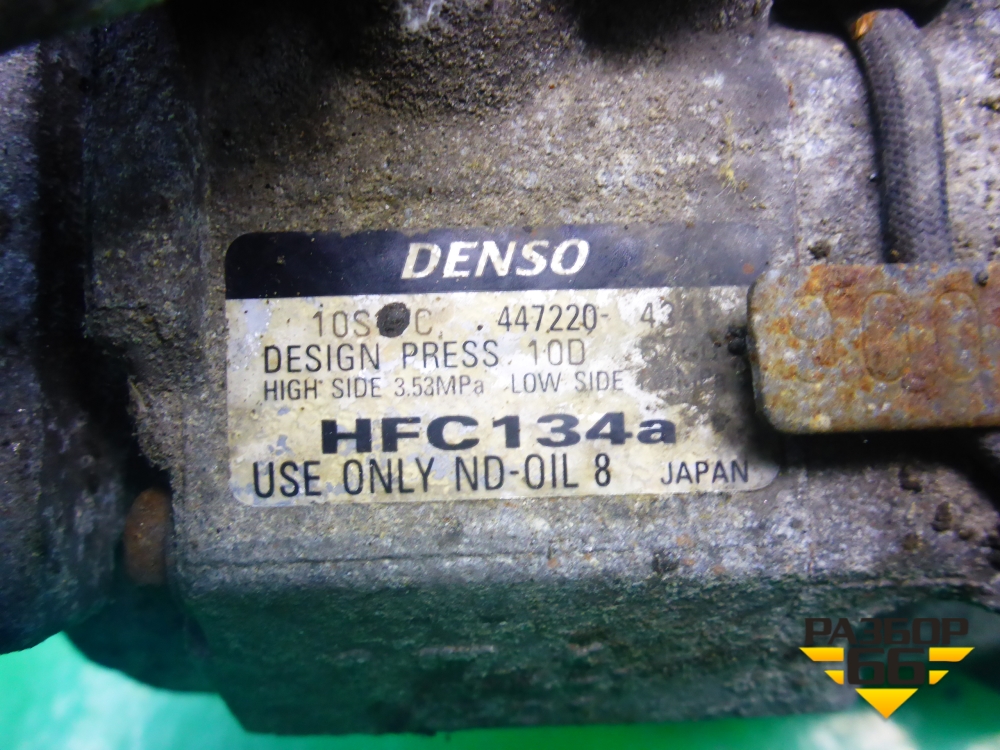 DENSO
447220-
DESIGN PRESS 10D
HIGH SIDE 3.53MPa LOW SIDE
HFC134a
USE ONLY ND-OIL 8 JAPAN
РАЗБОР
66